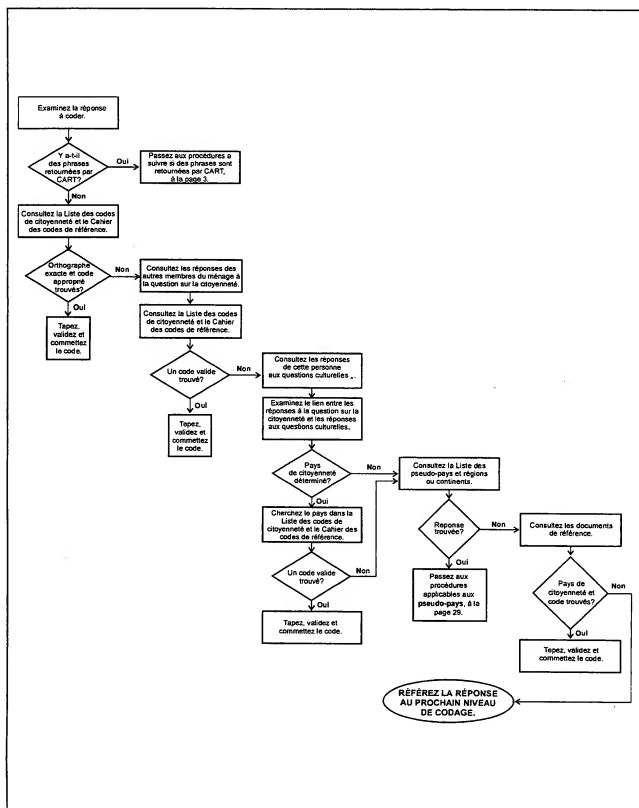 Examinez la réponse
à coder.
Y a-t-il
des phrases
retournées par
CART?
Oui
Passez aux procédures a
suivre si des phrases sont
retournées par CART,
à la page 3.
Non
Consultez la Liste des codes
de citoyenneté et le Cahier
des codes de référence.
Orthographe
exacte et code
approprié
trouvés?
Non
Consultez les réponses des
autres membres du ménage à
la question sur la citoyenneté.
Oui
Tapez,
validez et
commettez
le code.
Consultez la Liste des codes
de citoyenneté et le Cahier
des codes de référence.
Un code valide
trouvé?
Non
Consultez les réponses
de cette personne
aux questions culturelles .
Oui
Tepez,
validez et
commettez
le code.
Examinez le lien entre les
réponses à la question sur la
citoyenneté et les réponses
aux questions culturelles.
Pays
de citoyenneté
déterminé?
Non
Consultez la Liste des
pseudo-pays et régions
ou continents.
Oui
Cherchez le pays dans la
Liste des codes de
citoyenneté et le Cahier des
codes de référence.
Reponse
trouvée?
Non
Consultez les documents
de référence.
Oui
Un code valide
trouvé?
Non
Passez aux
procédures
applicables aux
pseudo-pays, à la
page 29.
Pays de
citoyenneté et
code trouvés?
Non
Oui
Tapez, validez et
commettez le code.
Oui
Tepez, validez et
commettez le code.
RÉFÉREZ LA RÉPONSE
AU PROCHAIN NIVEAU
DE CODAGE.